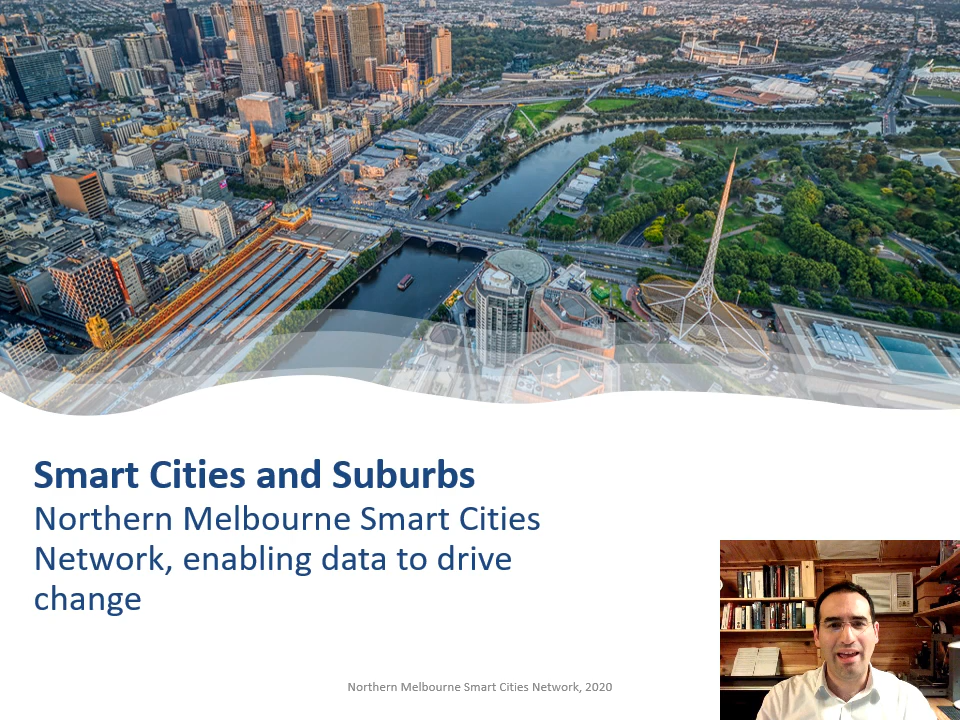 Smart Cities and Suburbs
Northern Melbourne Smart Cities
Network, enabling data to drive
change
Northern Melbourne Smart Cities Network, 2020